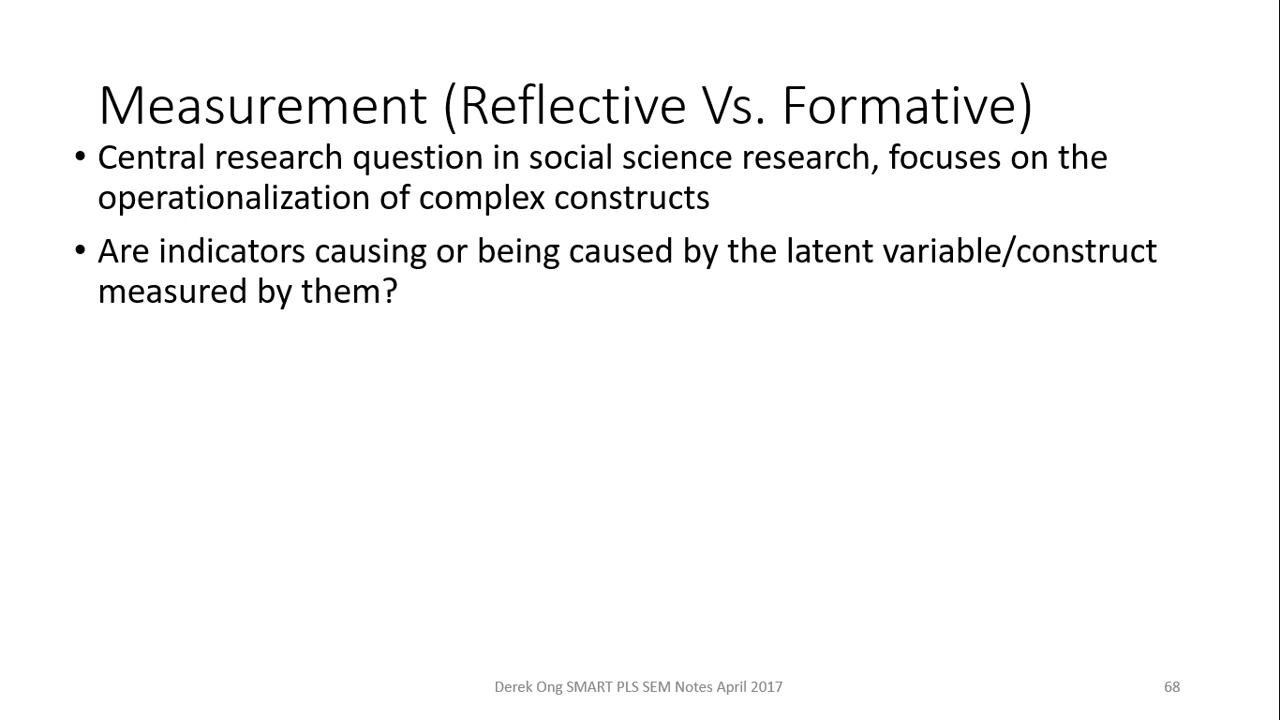 Measurement (Reflective Vs. Formative)
• Central research question in social science research, focuses on the
operationalization of complex constructs
• Are indicators causing or being caused by the latent variable/construct
measured by them?
Derek Ong SMART PLS SEM Notes April 2017
68